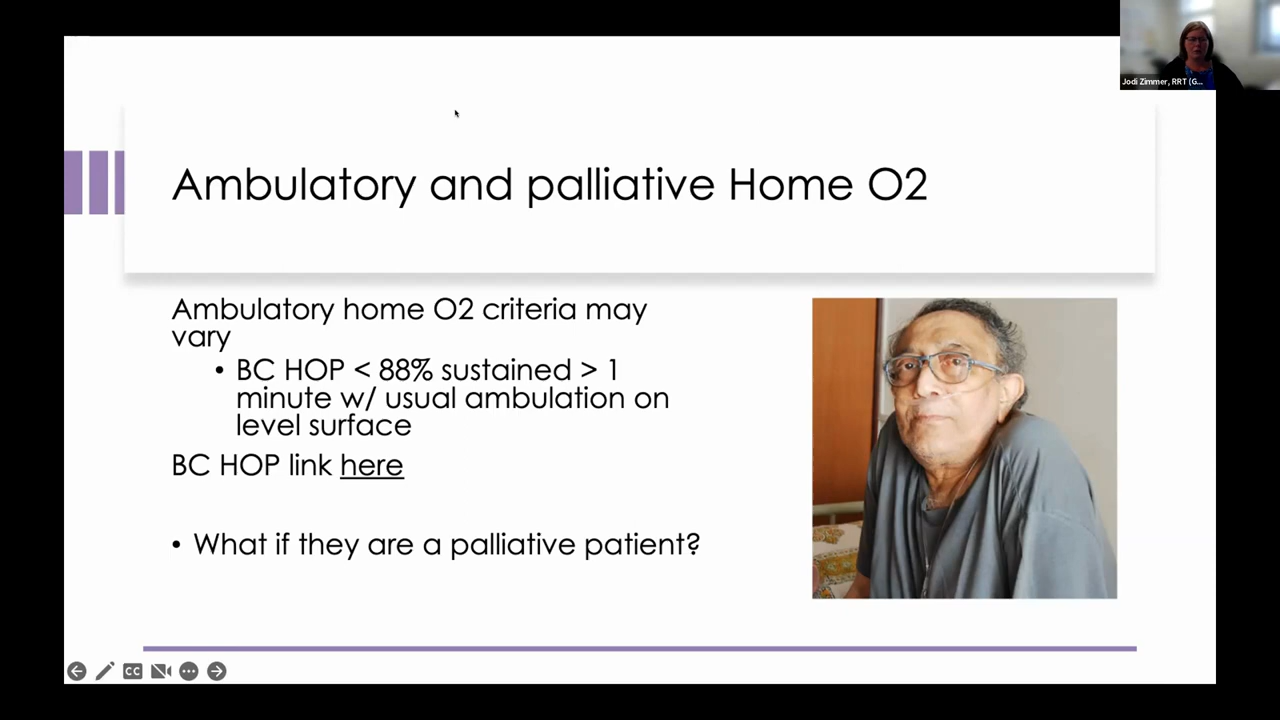 Jodi Zimmer, RRT (G...
Ambulatory and palliative Home O2
Ambulatory home O2 criteria may
vary
• BC HOP < 88% sustained > 1
minute w/ usual ambulation on
level surface
BC HOP link here
• What if they are a palliative patient?
CC